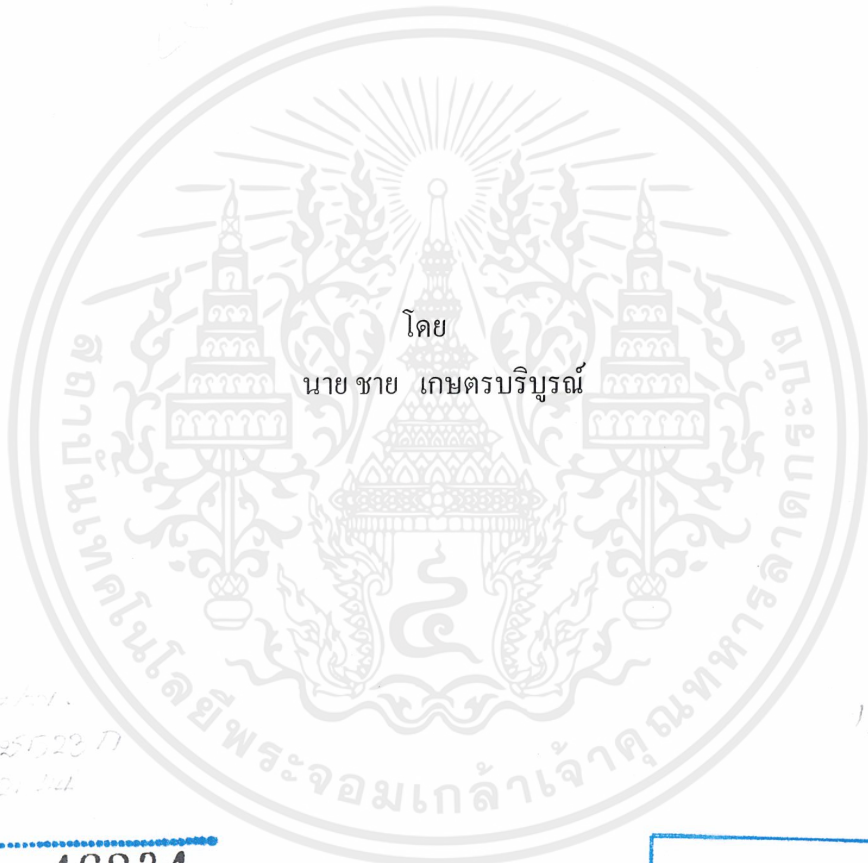 โดย
นาย ชาย เกษตรบริบูรณ์
สถาบันเทคโนโลยีพระจอมเกล้าเจ้าคุณทหารลาดกระบัง